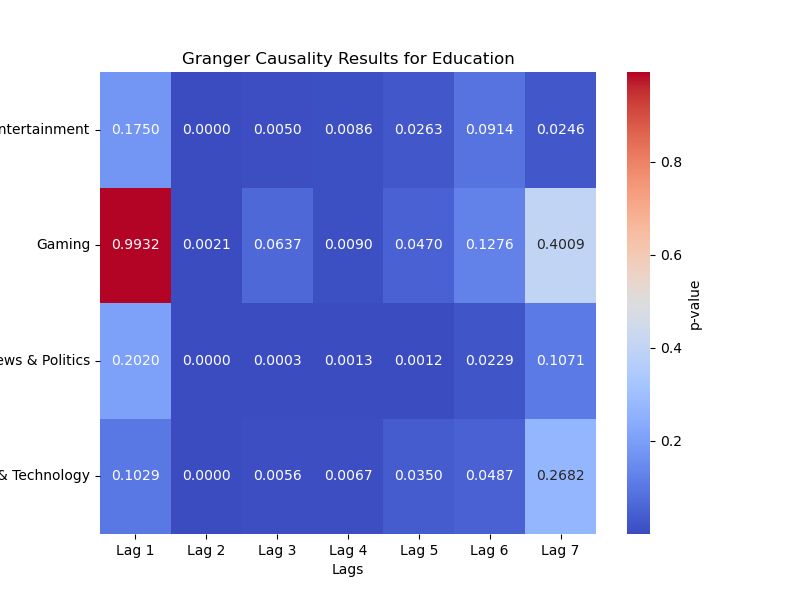 Granger Causality Results for Education
ntertainment 0.1750 0.0000 0.0050 0.0086 0.0263 0.0914 0.0246
Gaming 0.9932 0.0021 0.0637 0.0090 0.0470 0.1276 0.4009
ews & Politics 0.2020 0.0000 0.0003 0.0013 0.0012 0.0229 0.1071
& Technology 0.1029 0.0000 0.0056 0.0067 0.0350 0.0487 0.2682
Lag 1 Lag 2 Lag 3 Lag 4 Lag 5 Lag 6 Lag 7
Lags
0.8
0.6
0.4
0.2
p-value